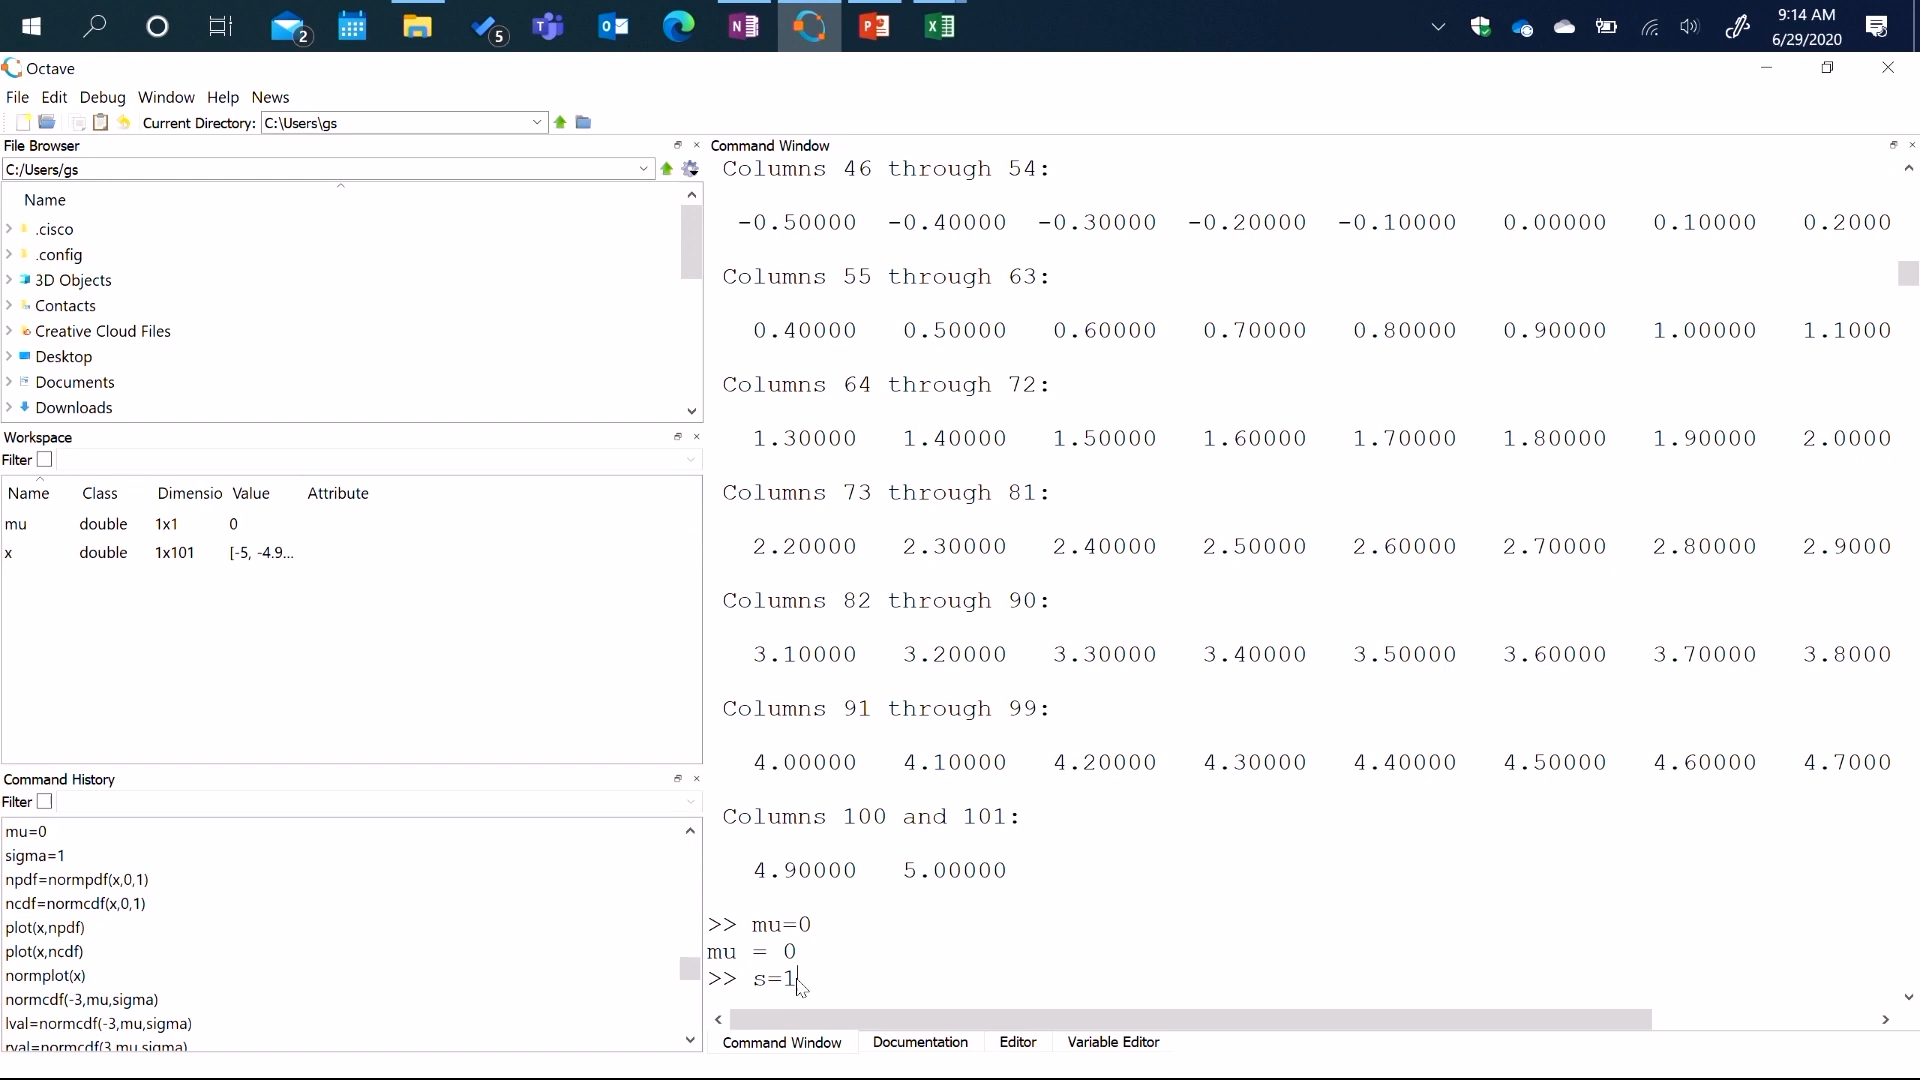 2
5
9:14 AM
6/29/2020
Octave
File Edit Debug Window Help News
Current Directory: C:\Users\gs
File Browser
C:/Users/gs
Name
.cisco
.config
3D Objects
Contacts
Creative Cloud Files
Desktop
Documents
Downloads
Workspace
Filter
Name Class Dimensio Value Attribute
mu double 1x1 0
x double 1x101 [-5, -4.9...
Command History
Filter
mu=0
sigma=1
npdf=normpdf(x,0,1)
ncdf=normcdf(x,0,1)
plot(x,npdf)
plot(x,ncdf)
normplot(x)
normcdf(-3,mu,sigma)
lval=normcdf(-3,mu,sigma)
rval=normcdf(3,mu,sigma)
Command Window
Columns 46 through 54:
-0.50000 -0.40000 -0.30000 -0.20000 -0.10000 0.00000 0.10000 0.2000
Columns 55 through 63:
0.40000 0.50000 0.60000 0.70000 0.80000 0.90000 1.00000 1.1000
Columns 64 through 72:
1.30000 1.40000 1.50000 1.60000 1.70000 1.80000 1.90000 2.0000
Columns 73 through 81:
2.20000 2.30000 2.40000 2.50000 2.60000 2.70000 2.80000 2.9000
Columns 82 through 90:
3.10000 3.20000 3.30000 3.40000 3.50000 3.60000 3.70000 3.8000
Columns 91 through 99:
4.00000 4.10000 4.20000 4.30000 4.40000 4.50000 4.60000 4.7000
Columns 100 and 101:
4.90000 5.00000
>> mu=0
mu = 0
>> s=1
Command Window Documentation Editor Variable Editor